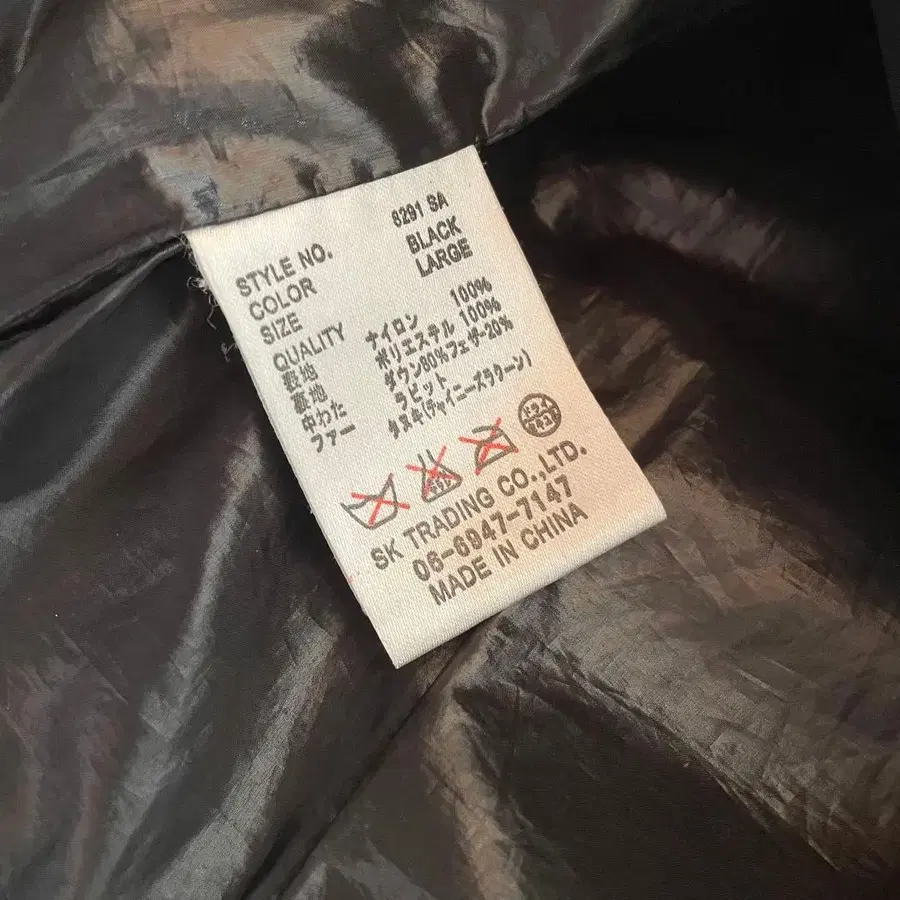 STYLE NO. 8291 SA
COLOR BLACK
SIZE LARGE
QUALITY
表地 ナイロン 100%
裏地 ポリエステル 100%
中わた ダウン80%フェザー20%
ファー ラビット
タヌキ(チャイニーズラクーン)
ドライ
SK TRADING CO.,LTD.
06-6947-7147
MADE IN CHINA